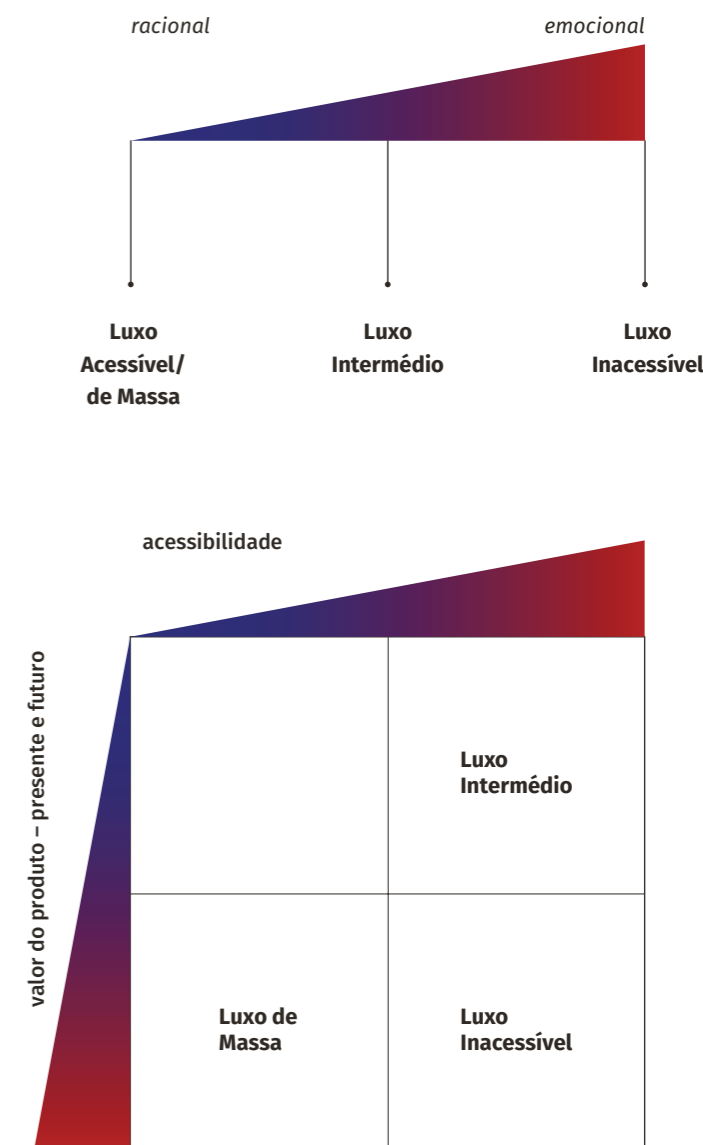 racional
emocional
Luxo
Acessível/
de Massa
Luxo
Intermédio
Luxo
Inacessível
acessibilidade
valor do produto – presente e futuro
Luxo
Intermédio
Luxo de
Massa
Luxo
Inacessível